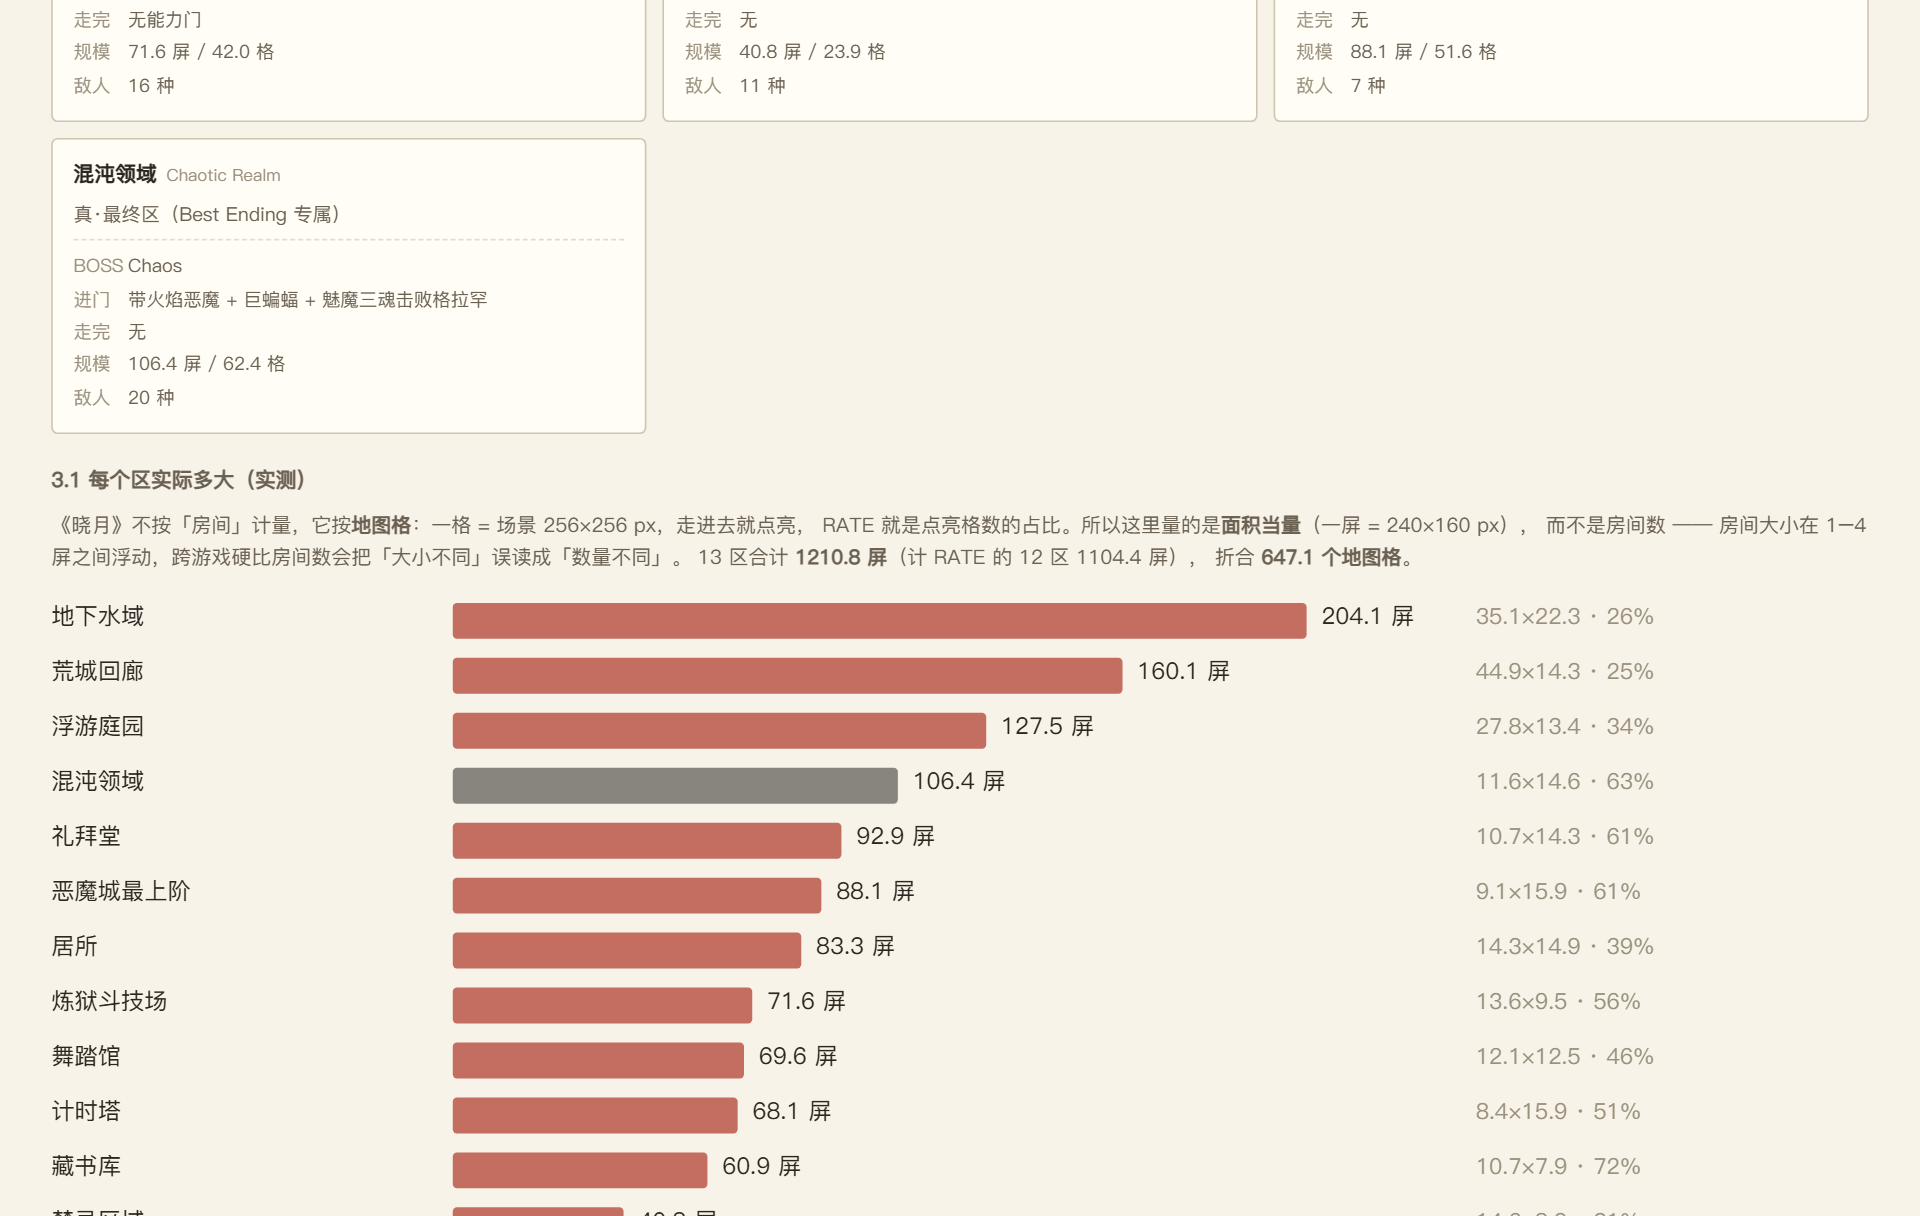 走完 无能力门
规模 71.6 屏 / 42.0 格
敌人 16 种
走完 无
规模 40.8 屏 / 23.9 格
敌人 11 种
走完 无
规模 88.1 屏 / 51.6 格
敌人 7 种
混沌领域 Chaotic Realm
真·最终区（Best Ending 专属）
BOSS Chaos
进门 带火焰恶魔 + 巨蝙蝠 + 魅魔三魂击败格拉罕
走完 无
规模 106.4 屏 / 62.4 格
敌人 20 种
3.1 每个区实际多大（实测）
《晓月》不按「房间」计量，它按地图格：一格 = 场景 256×256 px，走进去就点亮， RATE 就是点亮格数的占比。所以这里量的是面积当量（一屏 = 240×160 px）， 而不是房间数 —— 房间大小在 1–4
屏之间浮动，跨游戏硬比房间数会把「大小不同」误读成「数量不同」。 13 区合计 1210.8 屏（计 RATE 的 12 区 1104.4 屏）， 折合 647.1 个地图格。
地下水域 204.1 屏 35.1×22.3 · 26%
荒城回廊 160.1 屏 44.9×14.3 · 25%
浮游庭园 127.5 屏 27.8×13.4 · 34%
混沌领域 106.4 屏 11.6×14.6 · 63%
礼拜堂 92.9 屏 10.7×14.3 · 61%
恶魔城最上阶 88.1 屏 9.1×15.9 · 61%
居所 83.3 屏 14.3×14.9 · 39%
炼狱斗技场 71.6 屏 13.6×9.5 · 56%
舞踏馆 69.6 屏 12.1×12.5 · 46%
计时塔 68.1 屏 8.4×15.9 · 51%
藏书库 60.9 屏 10.7×7.9 · 72%